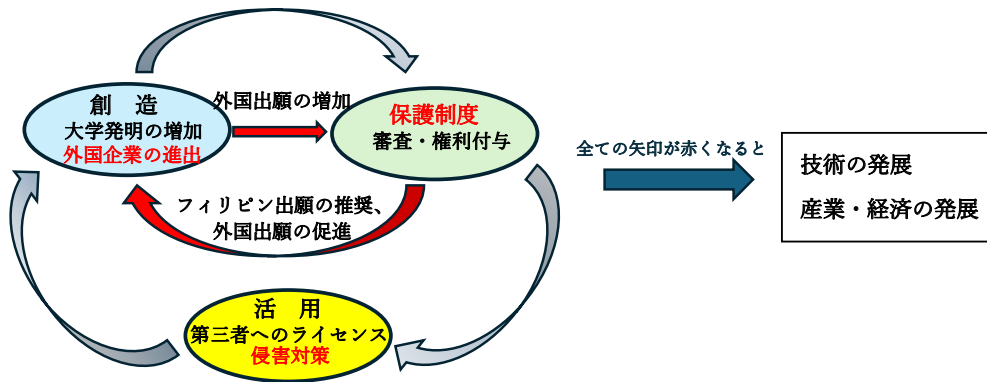 創　造
大学発明の増加
外国企業の進出
外国出願の増加
保護制度
審査・権利付与
フィリピン出願の推奨、
外国出願の促進
活　用
第三者へのライセンス
侵害対策
全ての矢印が赤くなると
技術の発展
産業・経済の発展